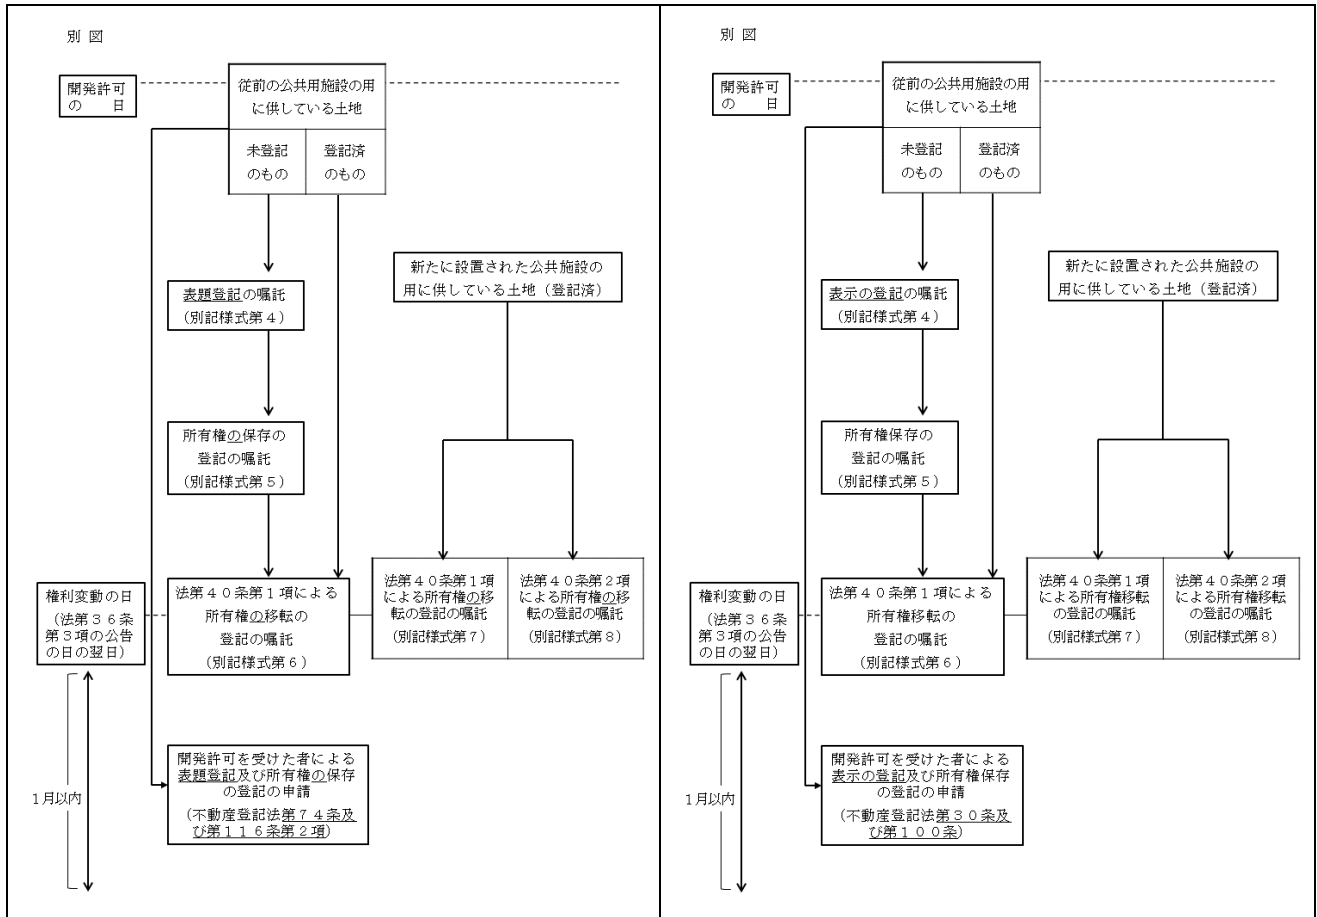 別 図
開発許可
の　　日
従前の公共用施設の用
に供している土地
未登記
のもの
登記済
のもの
新たに設置された公共施設の
用に供している土地（登記済）
表題登記の嘱託
（別記様式第４）
所有権の保存の
登記の嘱託
（別記様式第５）
権利変動の日
（法第３６条
第３項の公告
の日の翌日）
法第４０条第１項による
所有権の移転の
登記の嘱託
（別記様式第６）
法第４０条第１項
による所有権の移
転の登記の嘱託
（別記様式第７）
法第４０条第２項
による所有権の移
転の登記の嘱託
（別記様式第８）
１月以内
開発許可を受けた者による
表題登記及び所有権の保存
の登記の申請
（不動産登記法第７４条及
び第１１６条第２項）
別 図
開発許可
の　　日
従前の公共用施設の用
に供している土地
未登記
のもの
登記済
のもの
新たに設置された公共施設の
用に供している土地（登記済）
表示の登記の嘱託
（別記様式第４）
所有権保存の
登記の嘱託
（別記様式第５）
権利変動の日
（法第３６条
第３項の公告
の日の翌日）
法第４０条第１項による
所有権移転の
登記の嘱託
（別記様式第６）
法第４０条第１項
による所有権移転
の登記の嘱託
（別記様式第７）
法第４０条第２項
による所有権移転
の登記の嘱託
（別記様式第８）
１月以内
開発許可を受けた者による
表示の登記及び所有権保存
の登記の申請
（不動産登記法第３０条及
び第１００条）